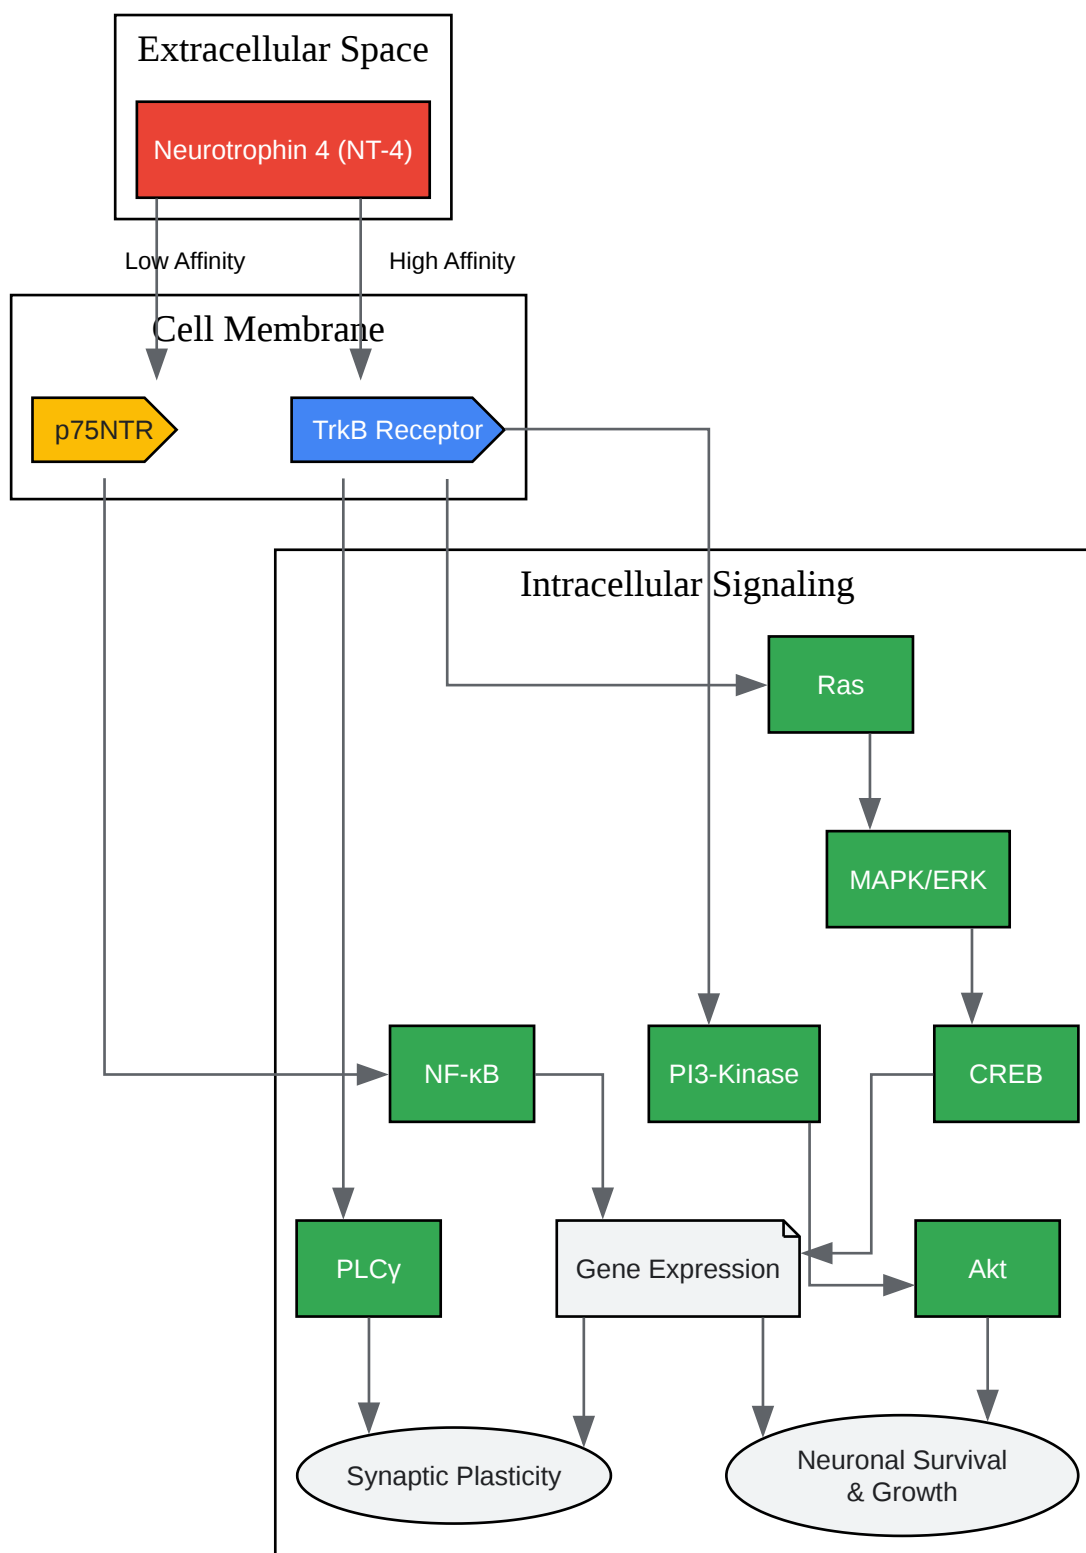 Extracellular Space
Neurotrophin 4 (NT-4)
Low Affinity
High Affinity
Cell Membrane
p75NTR
TrkB Receptor
Intracellular Signaling
Ras
MAPK/ERK
NF-κB
PI3-Kinase
CREB
PLCγ
Gene Expression
Akt
Synaptic Plasticity
Neuronal Survival
& Growth